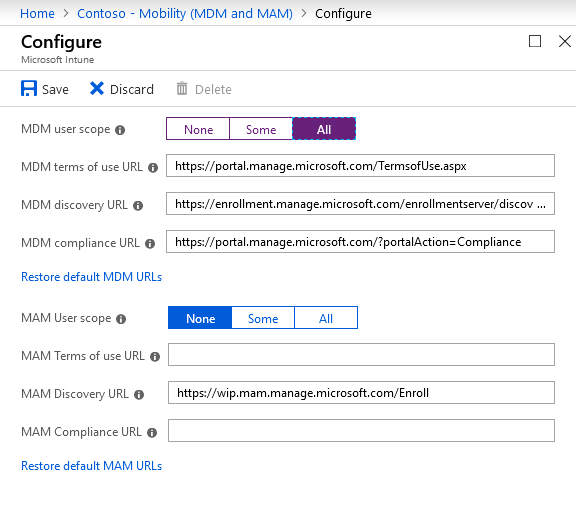 Home > Contoso - Mobility (MDM and MAM) > Configure
Configure
Microsoft Intune
Save Discard Delete
MDM user scope None Some All
MDM terms of use URL https://portal.manage.microsoft.com/TermsofUse.aspx
MDM discovery URL https://enrollment.manage.microsoft.com/enrollmentserver/discov ...
MDM compliance URL https://portal.manage.microsoft.com/?portalAction=Compliance
Restore default MDM URLs
MAM User scope None Some All
MAM Terms of use URL
MAM Discovery URL https://wip.mam.manage.microsoft.com/Enroll
MAM Compliance URL
Restore default MAM URLs